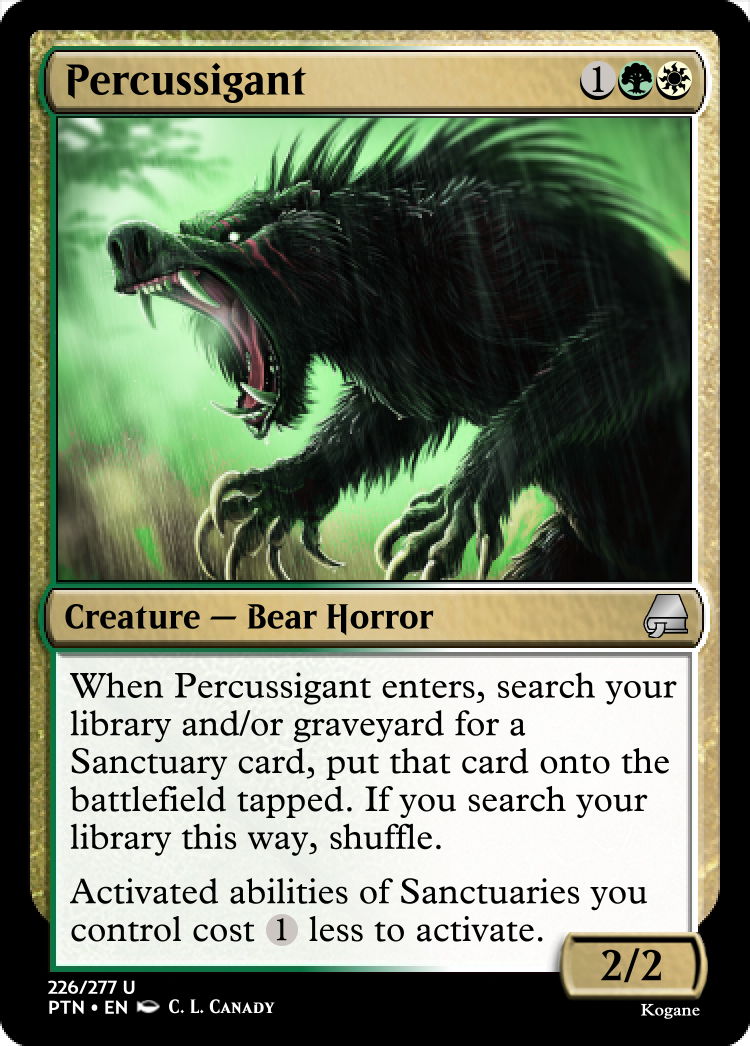 Percussigant 1
Creature — Bear Horror
When Percussigant enters, search your
library and/or graveyard for a
Sanctuary card, put that card onto the
battlefield tapped. If you search your
library this way, shuffle.
Activated abilities of Sanctuaries you
control cost 1 less to activate.
2/2
226/277 U
PTN • EN C. L. Canady
Kogane